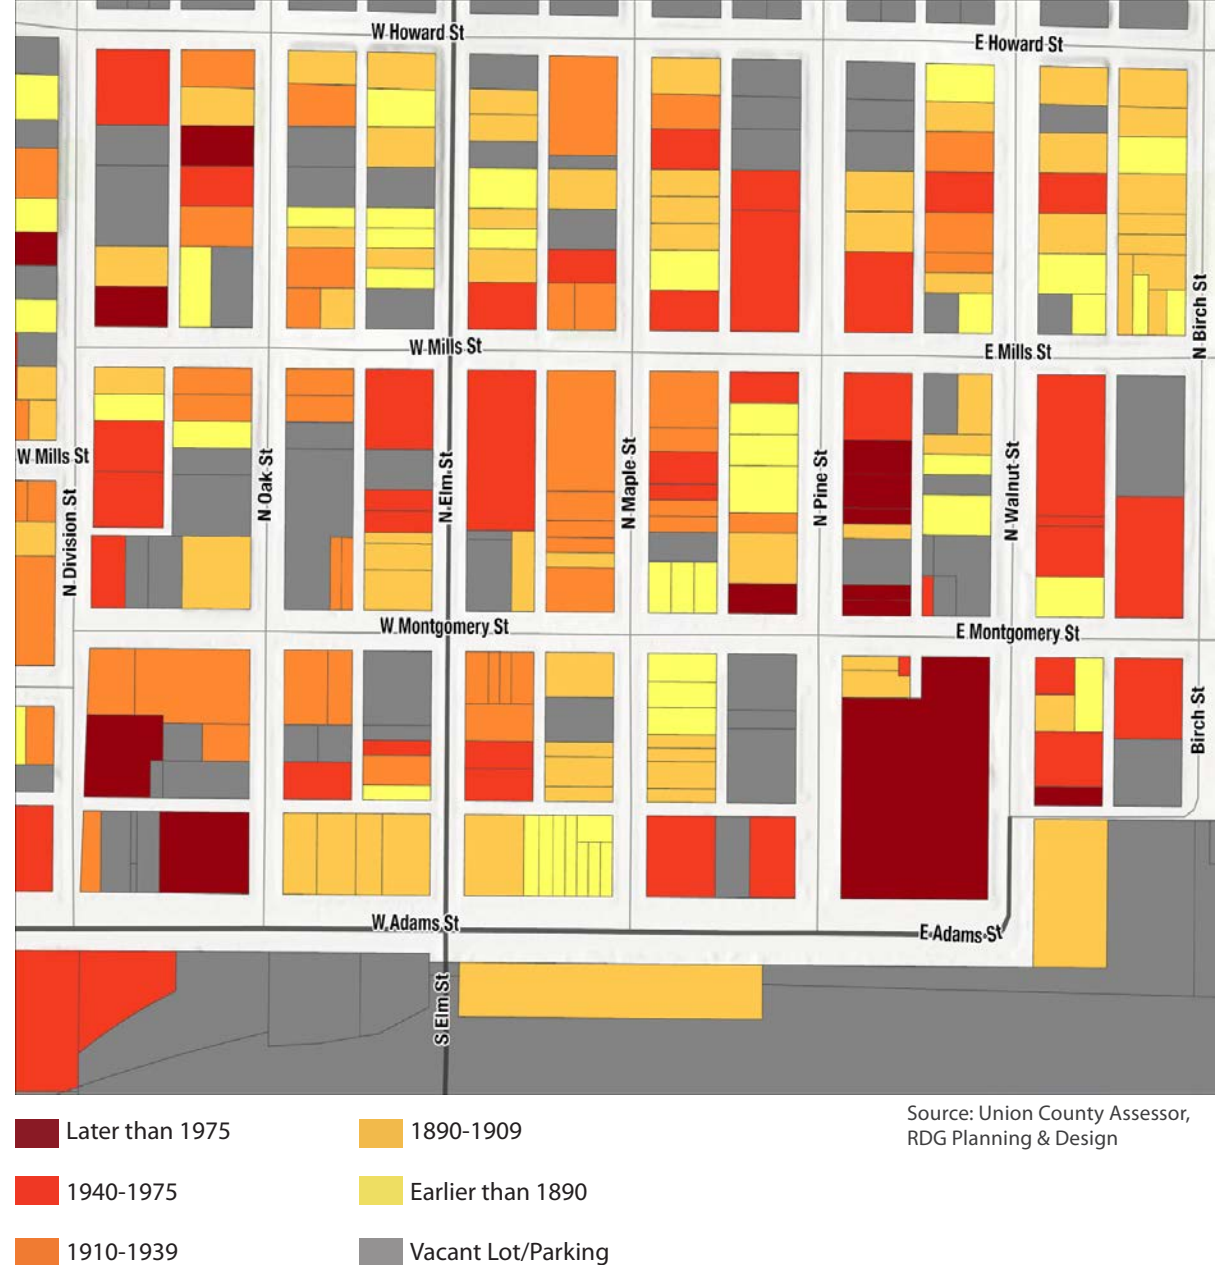 W Howard St
E Howard St
N Birch St
W Mills St
E Mills St
W Mills St
N Division St
N Oak St
N Elm St
N Maple St
N Pine St
N Walnut St
W Montgomery St
E Montgomery St
Birch St
W Adams St
E Adams St
S Elm St
Later than 1975
1940-1975
1910-1939
1890-1909
Earlier than 1890
Vacant Lot/Parking
Source: Union County Assessor,
RDG Planning & Design